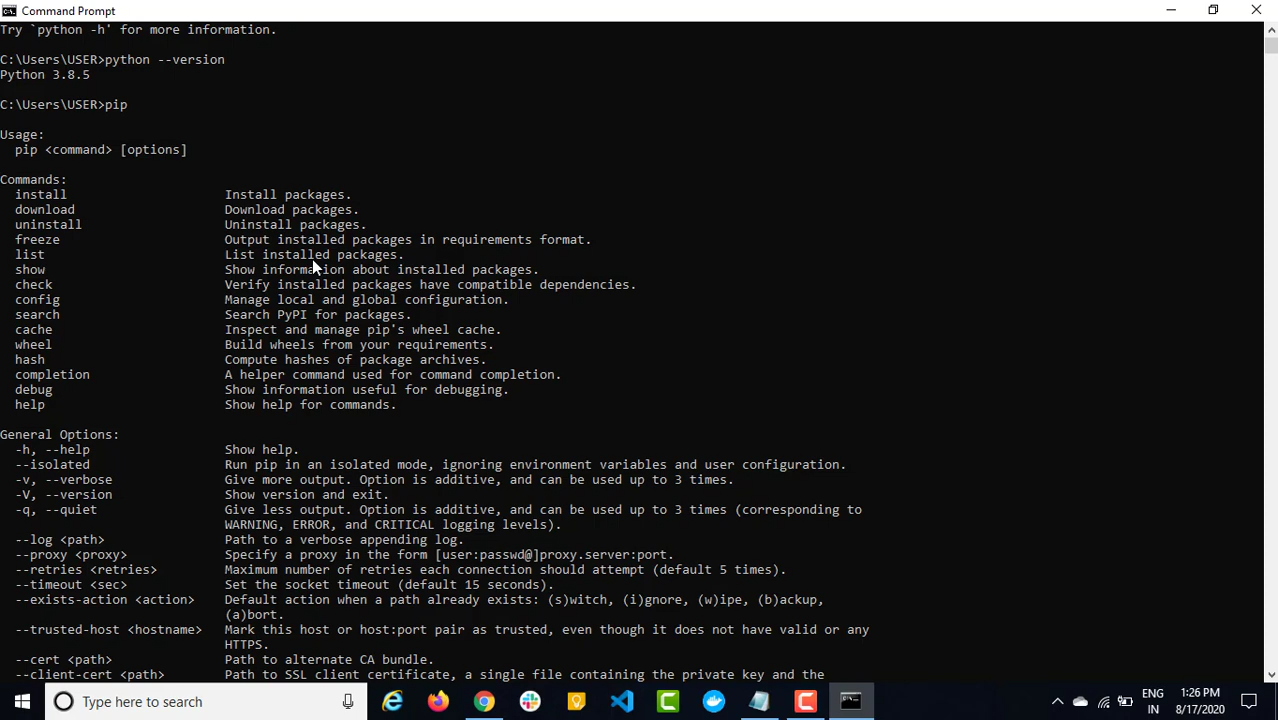 Command Prompt
Try `python -h' for more information.
C:\Users\USER>python --version
Python 3.8.5
C:\Users\USER>pip
Usage:
pip <command> [options]
Commands:
install Install packages.
download Download packages.
uninstall Uninstall packages.
freeze Output installed packages in requirements format.
list List installed packages.
show Show information about installed packages.
check Verify installed packages have compatible dependencies.
config Manage local and global configuration.
search Search PyPI for packages.
cache Inspect and manage pip's wheel cache.
wheel Build wheels from your requirements.
hash Compute hashes of package archives.
completion A helper command used for command completion.
debug Show information useful for debugging.
help Show help for commands.
General Options:
-h, --help Show help.
--isolated Run pip in an isolated mode, ignoring environment variables and user configuration.
-v, --verbose Give more output. Option is additive, and can be used up to 3 times.
-V, --version Show version and exit.
-q, --quiet Give less output. Option is additive, and can be used up to 3 times (corresponding to
WARNING, ERROR, and CRITICAL logging levels).
--log <path> Path to a verbose appending log.
--proxy <proxy> Specify a proxy in the form [user:passwd@]proxy.server:port.
--retries <retries> Maximum number of retries each connection should attempt (default 5 times).
--timeout <sec> Set the socket timeout (default 15 seconds).
--exists-action <action> Default action when a path already exists: (s)witch, (i)gnore, (w)ipe, (b)ackup,
(a)bort.
--trusted-host <hostname> Mark this host or host:port pair as trusted, even though it does not have valid or any
HTTPS.
--cert <path> Path to alternate CA bundle.
--client-cert <path> Path to SSL client certificate, a single file containing the private key and the
Type here to search
ENG
IN
1:26 PM
8/17/2020